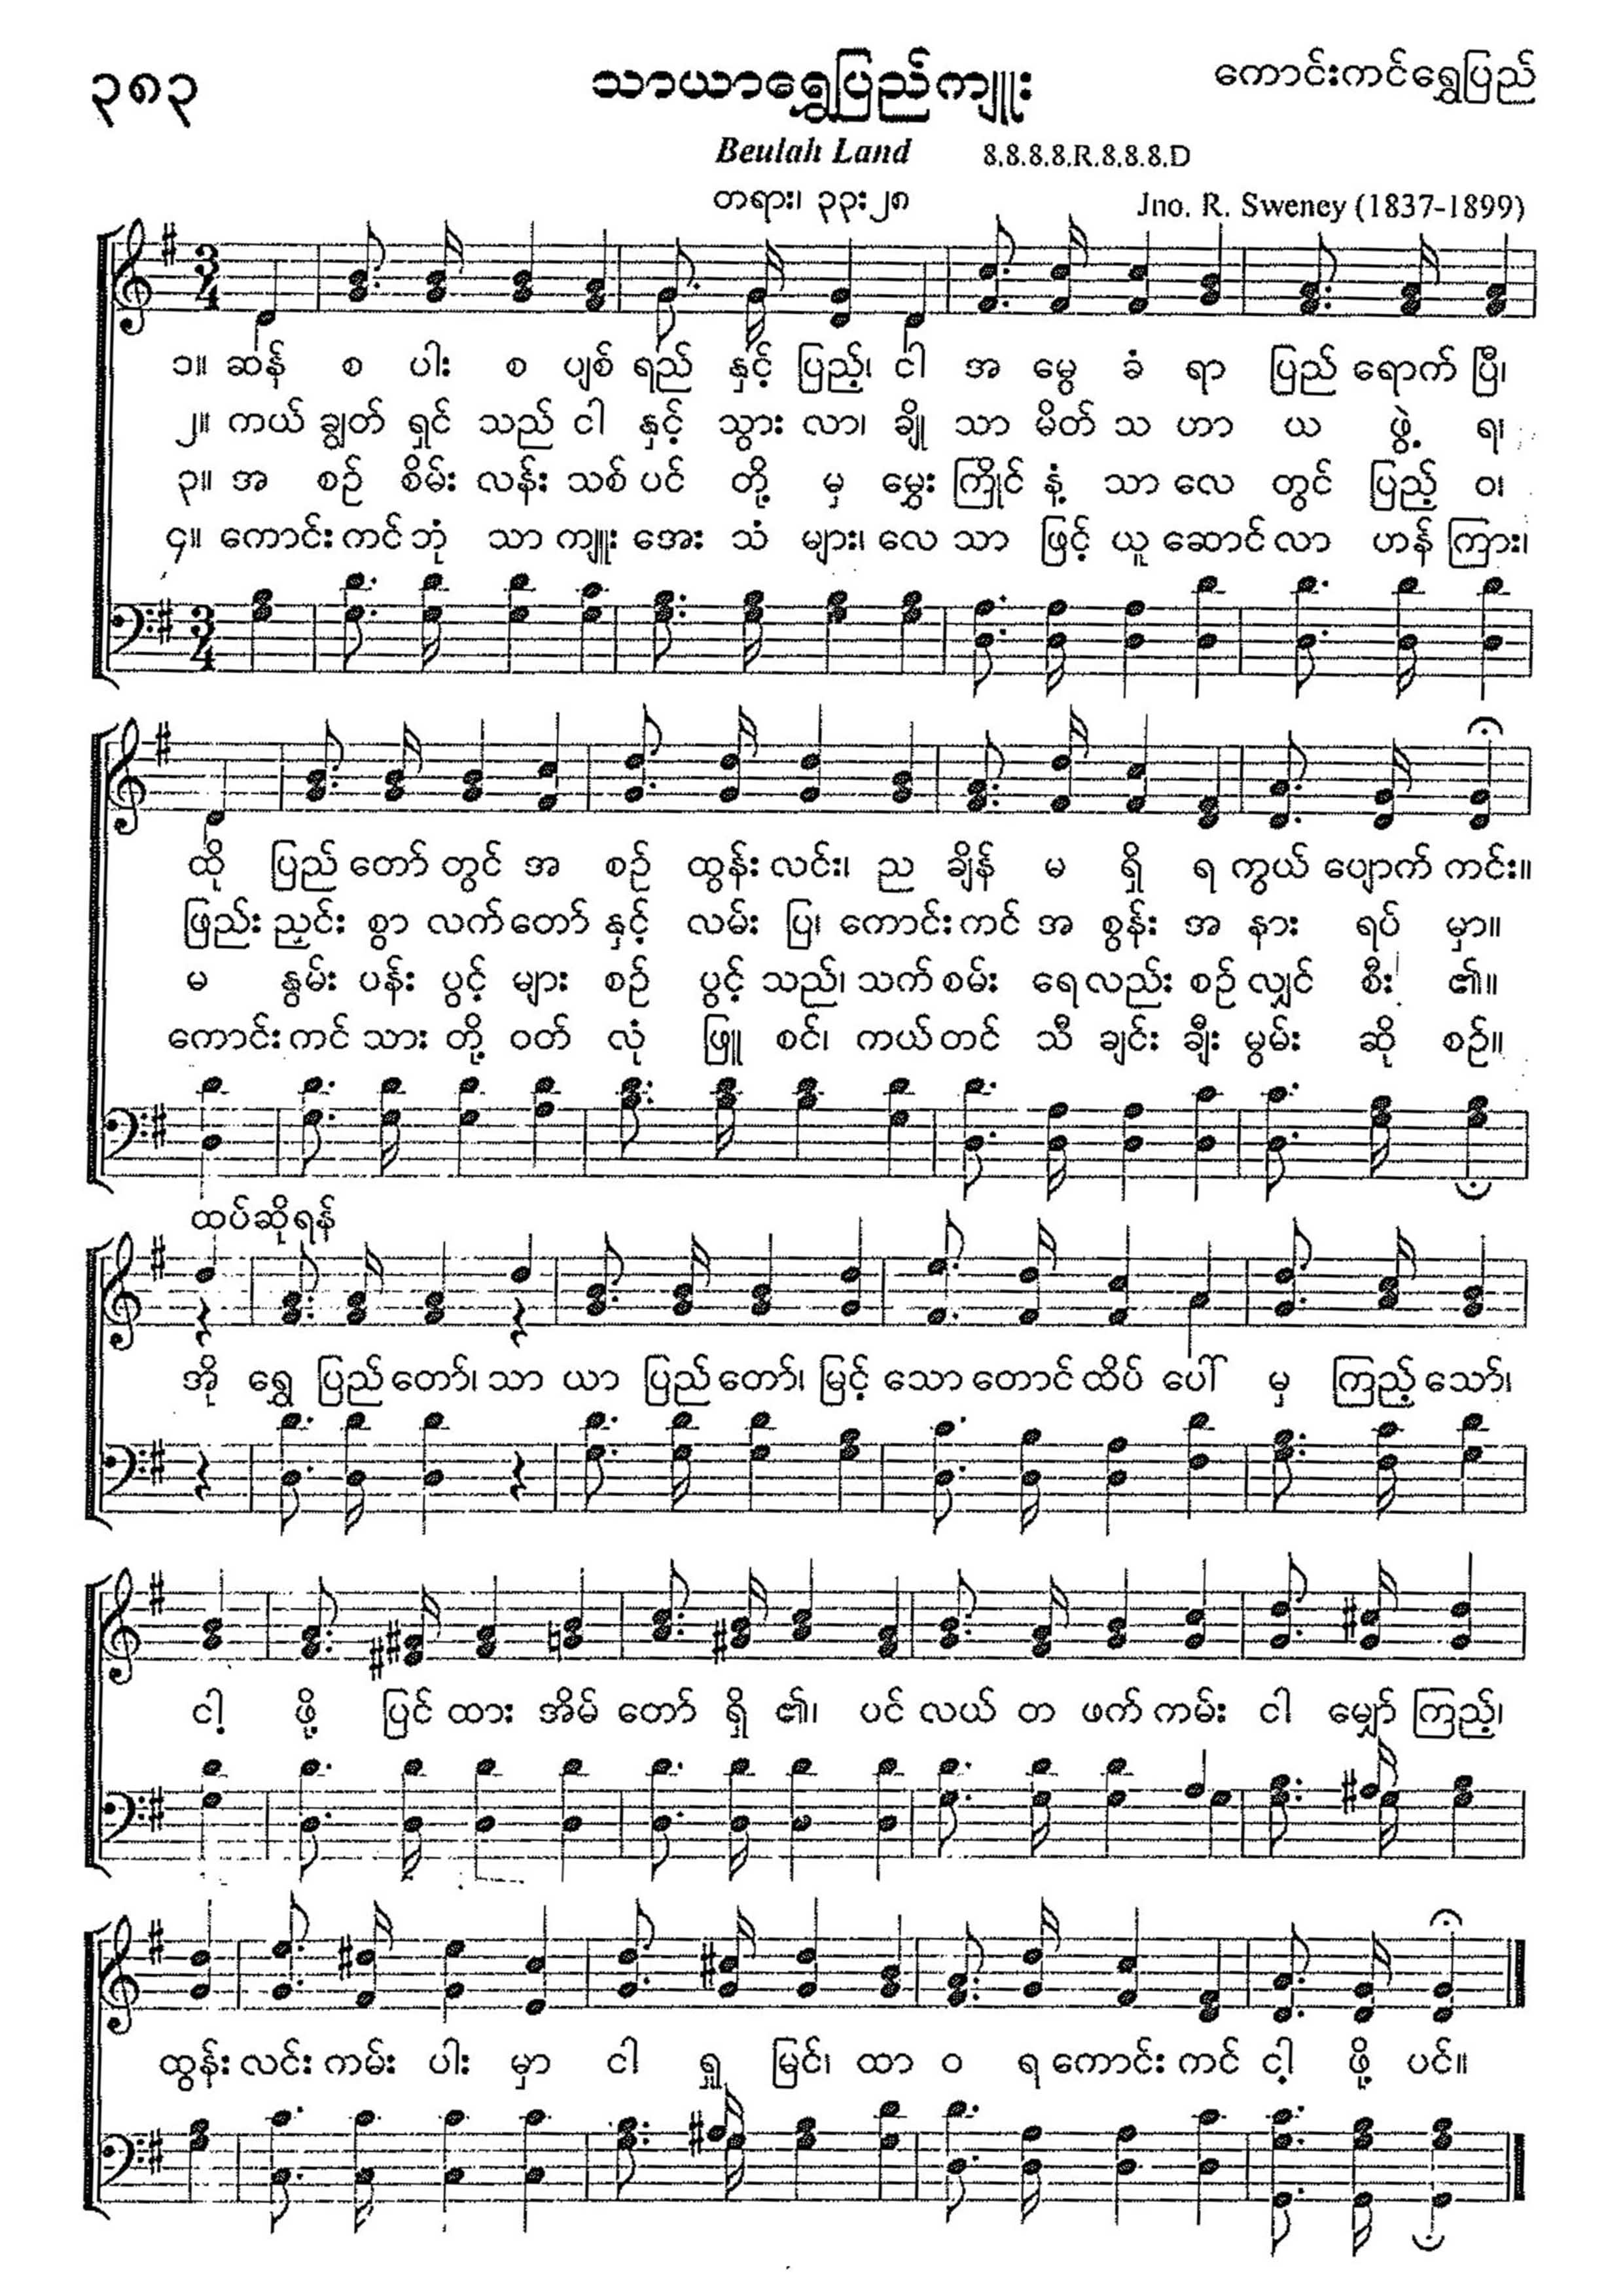 ၃၈၃
သာယာရွှေပြည်ကျူး
ကောင်းကင်ရွှေပြည်
Beulah Land 8.8.8.8.R.8.8.8.D
တရား၊ ၃၃း၂၈
Jno. R. Sweney (1837-1899)
၁။ ဆန် စ ပါး စ ပျစ် ရည် နှင့် ပြည့်၊ ငါ အ မွေ ခံ ရာ ပြည် ရောက် ပြီ၊
၂။ ကယ် ချွတ် ရှင် သည် ငါ နှင့် သွား လာ၊ ချို သာ မိတ် သ ဟာ ယ ဖွဲ့ ရ၊
၃။ အ စဉ် စိမ်း လန်း သစ် ပင် တို့ မှ မွှေး ကြိုင် နံ့ သာ လေ တွင် ပြည့် ဝ၊
၄။ ကောင်း ကင် ဘုံ သာ ကျူး အေး သံ များ၊ လေ သာ ဖြင့် ယူ ဆောင် လာ ဟန် ကြား၊
ထို ပြည် တော် တွင် အ စဉ် ထွန်း လင်း၊ ည ချိန် မ ရှိ ရ ကွယ် ပျောက် ကင်း။
ဖြည်း ညှင်း စွာ လက် တော် နှင့် လမ်း ပြ၊ ကောင်း ကင် အ စွန်း အ နား ရပ် မှာ။
မ နွမ်း ပန်း ပွင့် များ စဉ် ပွင့် သည်၊ သက် စမ်း ရေ လည်း စဉ် လျှင် စီး ၏။
ကောင်း ကင် သား တို့ ဝတ် လုံ ဖြူ စင်၊ ကယ် တင် သီ ချင်း ချီး မွမ်း ဆို စဉ်။
ထပ်ဆိုရန်
အို ရွှေ ပြည် တော်၊ သာ ယာ ပြည် တော်၊ မြင့် သော တောင် ထိပ် ပေါ် မှ ကြည့် သော်၊
ငါ့ ဖို့ ပြင် ထား အိမ် တော် ရှိ ၏၊ ပင် လယ် တ ဖက် ကမ်း ငါ မျှော် ကြည့်၊
ထွန်း လင်း ကမ်း ပါး မှာ ငါ ရှု မြင်၊ ထာ ဝ ရ ကောင်း ကင် ငါ့ ဖို့ ပင်။